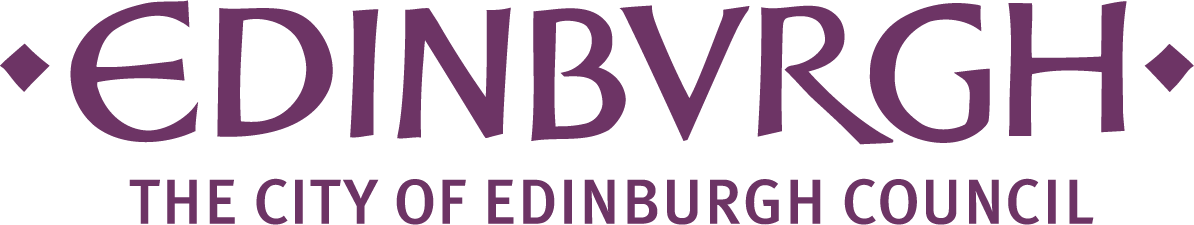 •EDINBVRGH•
THE CITY OF EDINBURGH COUNCIL